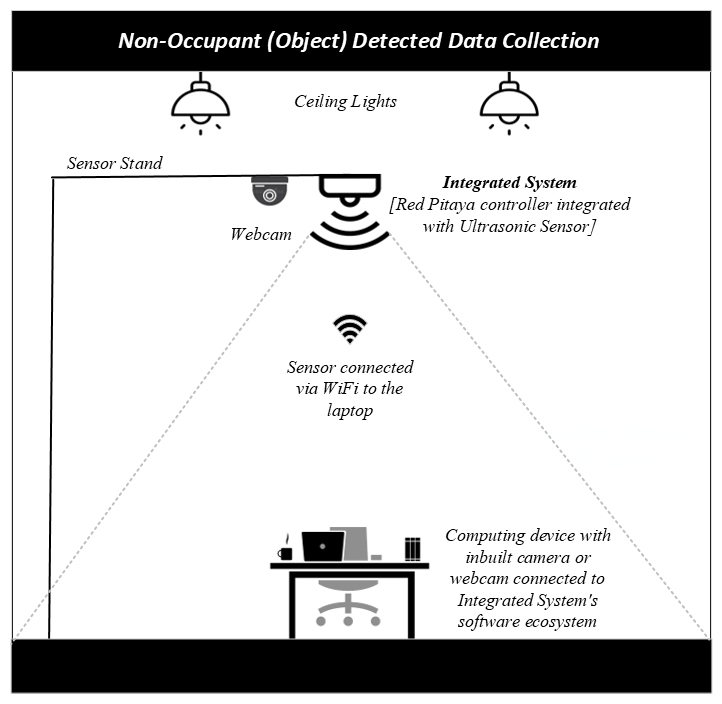 Non-Occupant (Object) Detected Data Collection
Ceiling Lights
Sensor Stand
Integrated System
[Red Pitaya controller integrated
with Ultrasonic Sensor]
Webcam
Sensor connected
via WiFi to the
laptop
Computing device with
inbuilt camera or
webcam connected to
Integrated System's
software ecosystem